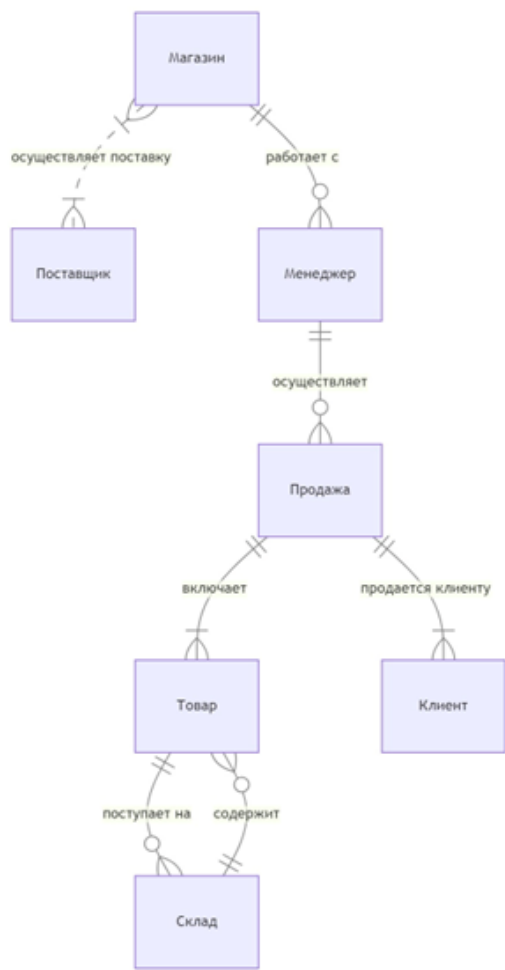 Магазин
осуществляет поставку
работает с
Поставщик
Менеджер
осуществляет
Продажа
включает
продается клиенту
Товар
Клиент
поступает на
содержит
Склад